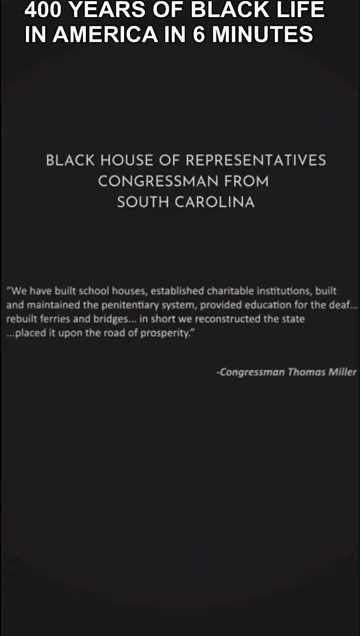 400 YEARS OF BLACK LIFE
IN AMERICA IN 6 MINUTES
BLACK HOUSE OF REPRESENTATIVES
CONGRESSMAN FROM
SOUTH CAROLINA
“We have built school houses, established charitable institutions, built
and maintained the penitentiary system, provided education for the deaf...
rebuilt ferries and bridges... in short we reconstructed the state
...placed it upon the road of prosperity.”
-Congressman Thomas Miller